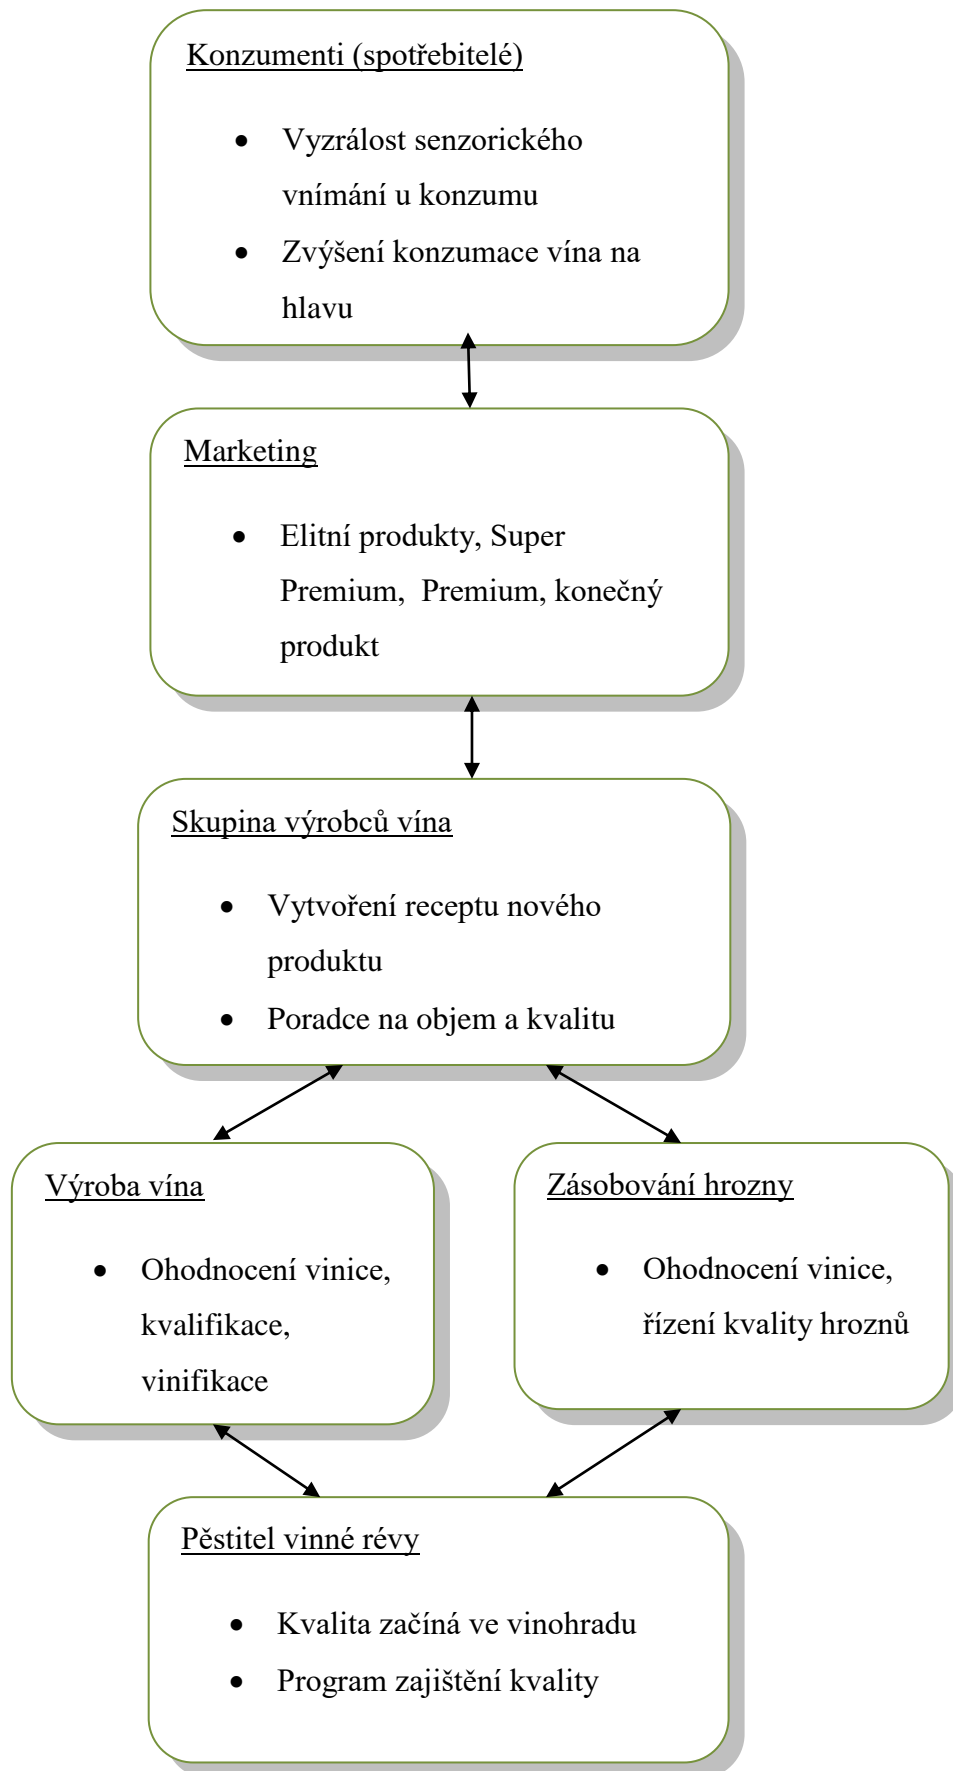 Konzumenti (spotřebitelé)
• Vyzrálost senzorického
vnímání u konzumu
• Zvýšení konzumace vína na
hlavu
Marketing
• Elitní produkty, Super
Premium,  Premium, konečný
produkt
Skupina výrobců vína
• Vytvoření receptu nového
produktu
• Poradce na objem a kvalitu
Výroba vína
• Ohodnocení vinice,
kvalifikace,
vinifikace
Zásobování hrozny
• Ohodnocení vinice,
řízení kvality hroznů
Pěstitel vinné révy
• Kvalita začíná ve vinohradu
• Program zajištění kvality